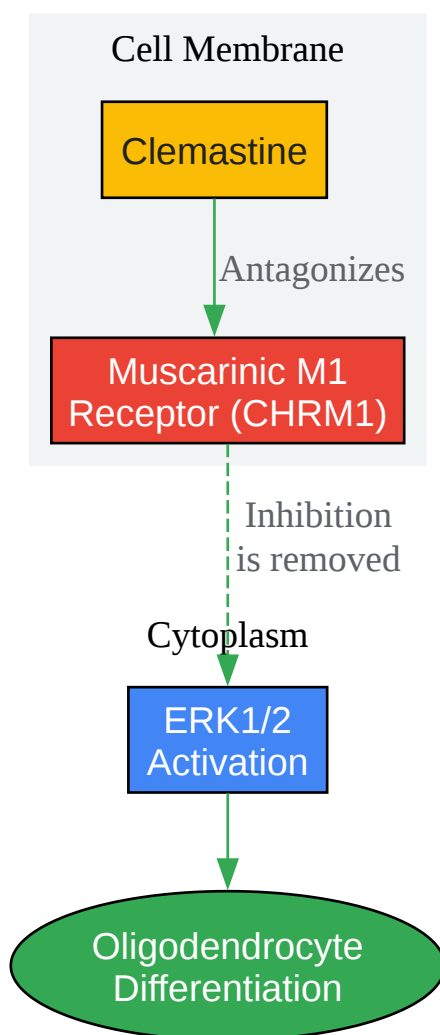 Cell Membrane
Clemastine
Antagonizes
Muscarinic M1
Receptor (CHRM1)
Inhibition
is removed
Cytoplasm
ERK1/2
Activation
Oligodendrocyte
Differentiation